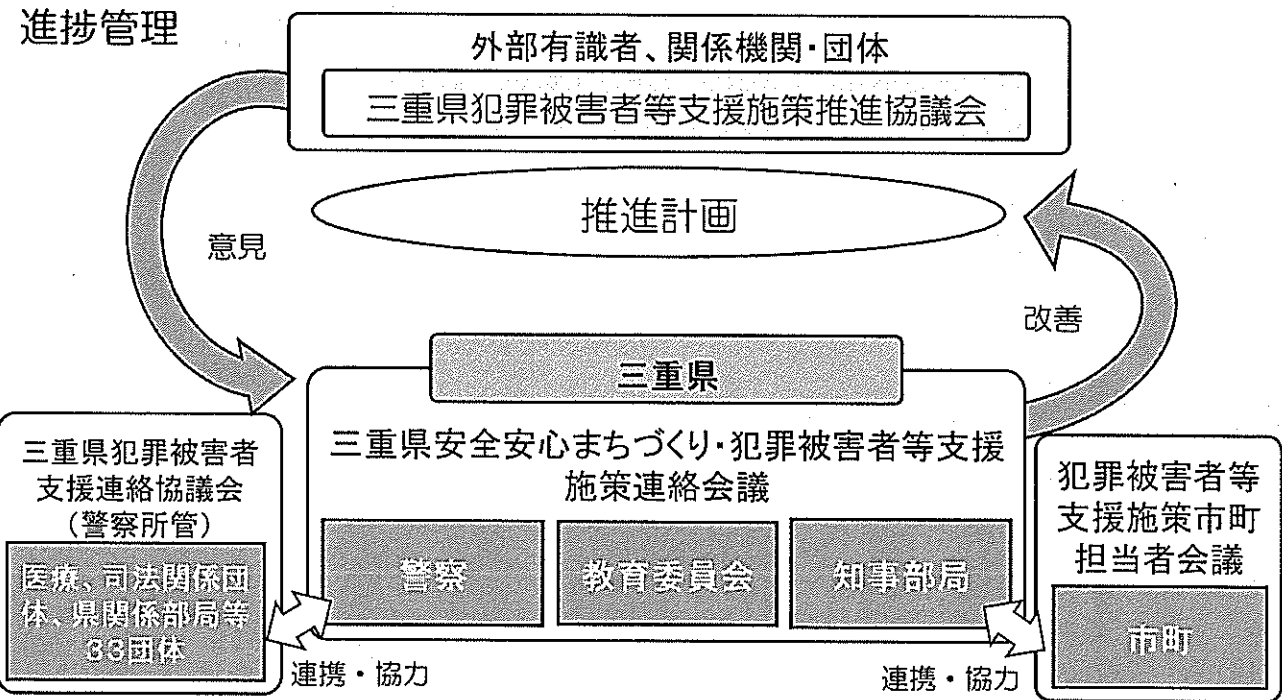 進捗管理
外部有識者、関係機関・団体
三重県犯罪被害者等支援施策推進協議会
推進計画
意見
改善
三重県
三重県安全安心まちづくり・犯罪被害者等支援
施策連絡会議
警察
教育委員会
知事部局
三重県犯罪被害者
支援連絡協議会
（警察所管）
医療、司法関係団
体、県関係部局等
33団体
連携・協力
犯罪被害者等
支援施策市町
担当者会議
市町
連携・協力